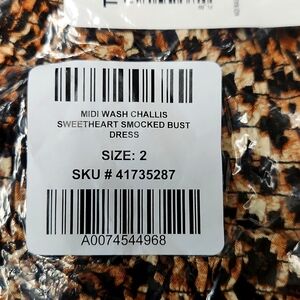 MIDI WASH CHALLIS
SWEETHEART SMOCKED BUST
DRESS
SIZE: 2
SKU # 41735287
A0074544968